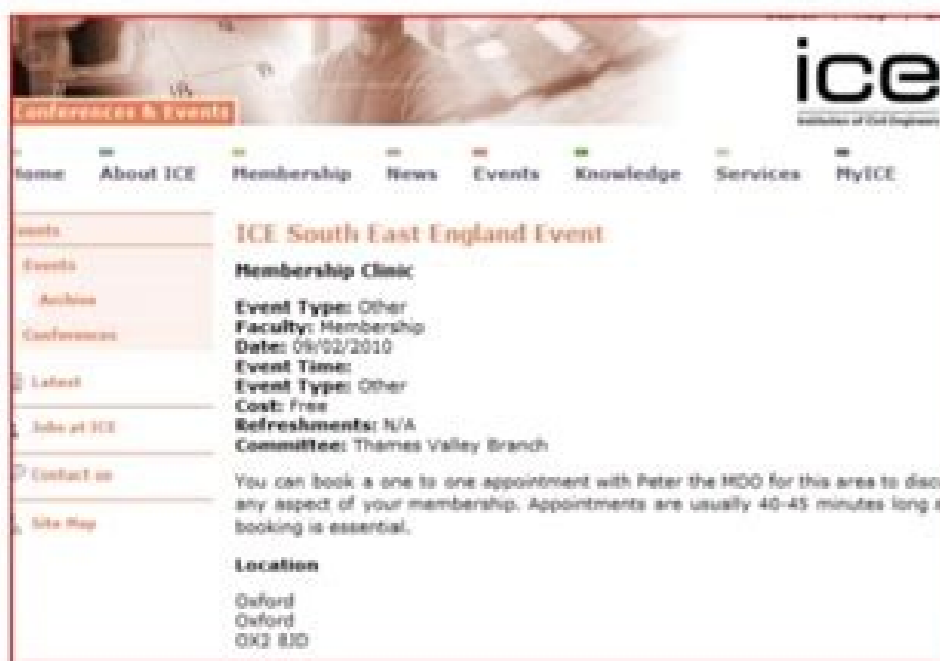 Conferences & Events
ice
Institution of Civil Engineers
Home About ICE Membership News Events Knowledge Services MyICE
Events
Events
Archive
Conferences
Latest
Jobs at ICE
Contact us
Site Map
ICE South East England Event
Membership Clinic
Event Type: Other
Faculty: Membership
Date: 09/02/2010
Event Time:
Event Type: Other
Cost: Free
Refreshments: N/A
Committee: Thames Valley Branch
You can book a one to one appointment with Peter the MDO for this area to
any aspect of your membership. Appointments are usually 40-45 minutes long
booking is essential.
Location
Oxford
Oxford
OX2 8JD